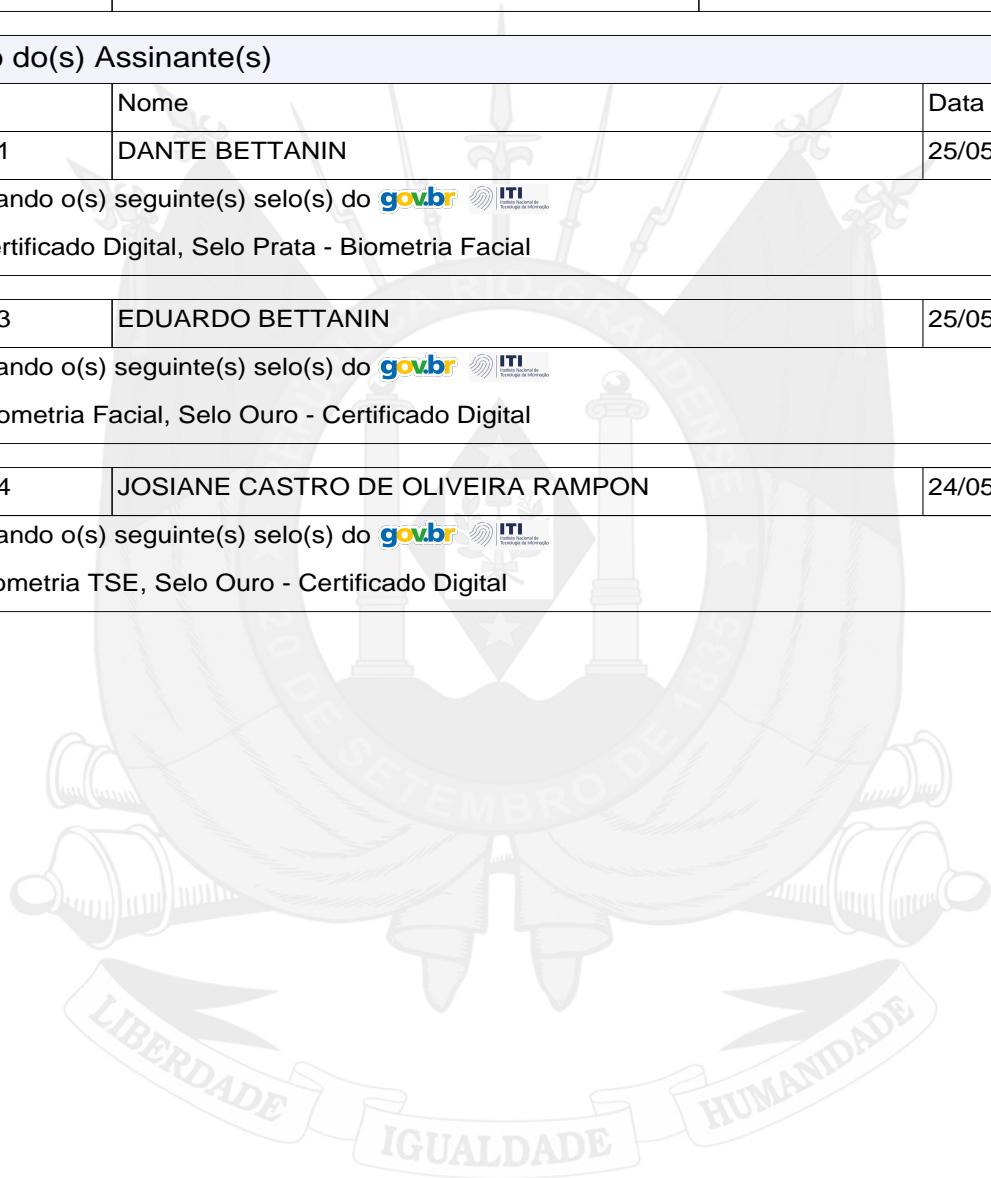 o do(s) Assinante(s)
Nome Data
1 DANTE BETTANIN 25/05
ando o(s) seguinte(s) selo(s) do gov.br ITI
ertificado Digital, Selo Prata - Biometria Facial
3 EDUARDO BETTANIN 25/05
ando o(s) seguinte(s) selo(s) do gov.br ITI
ometria Facial, Selo Ouro - Certificado Digital
4 JOSIANE CASTRO DE OLIVEIRA RAMPON 24/05
ando o(s) seguinte(s) selo(s) do gov.br ITI
ometria TSE, Selo Ouro - Certificado Digital
REPUBLICA RIO-GRANDENSE
20 DE SETEMBRO DE 1835
LIBERDADE IGUALDADE HUMANIDADE